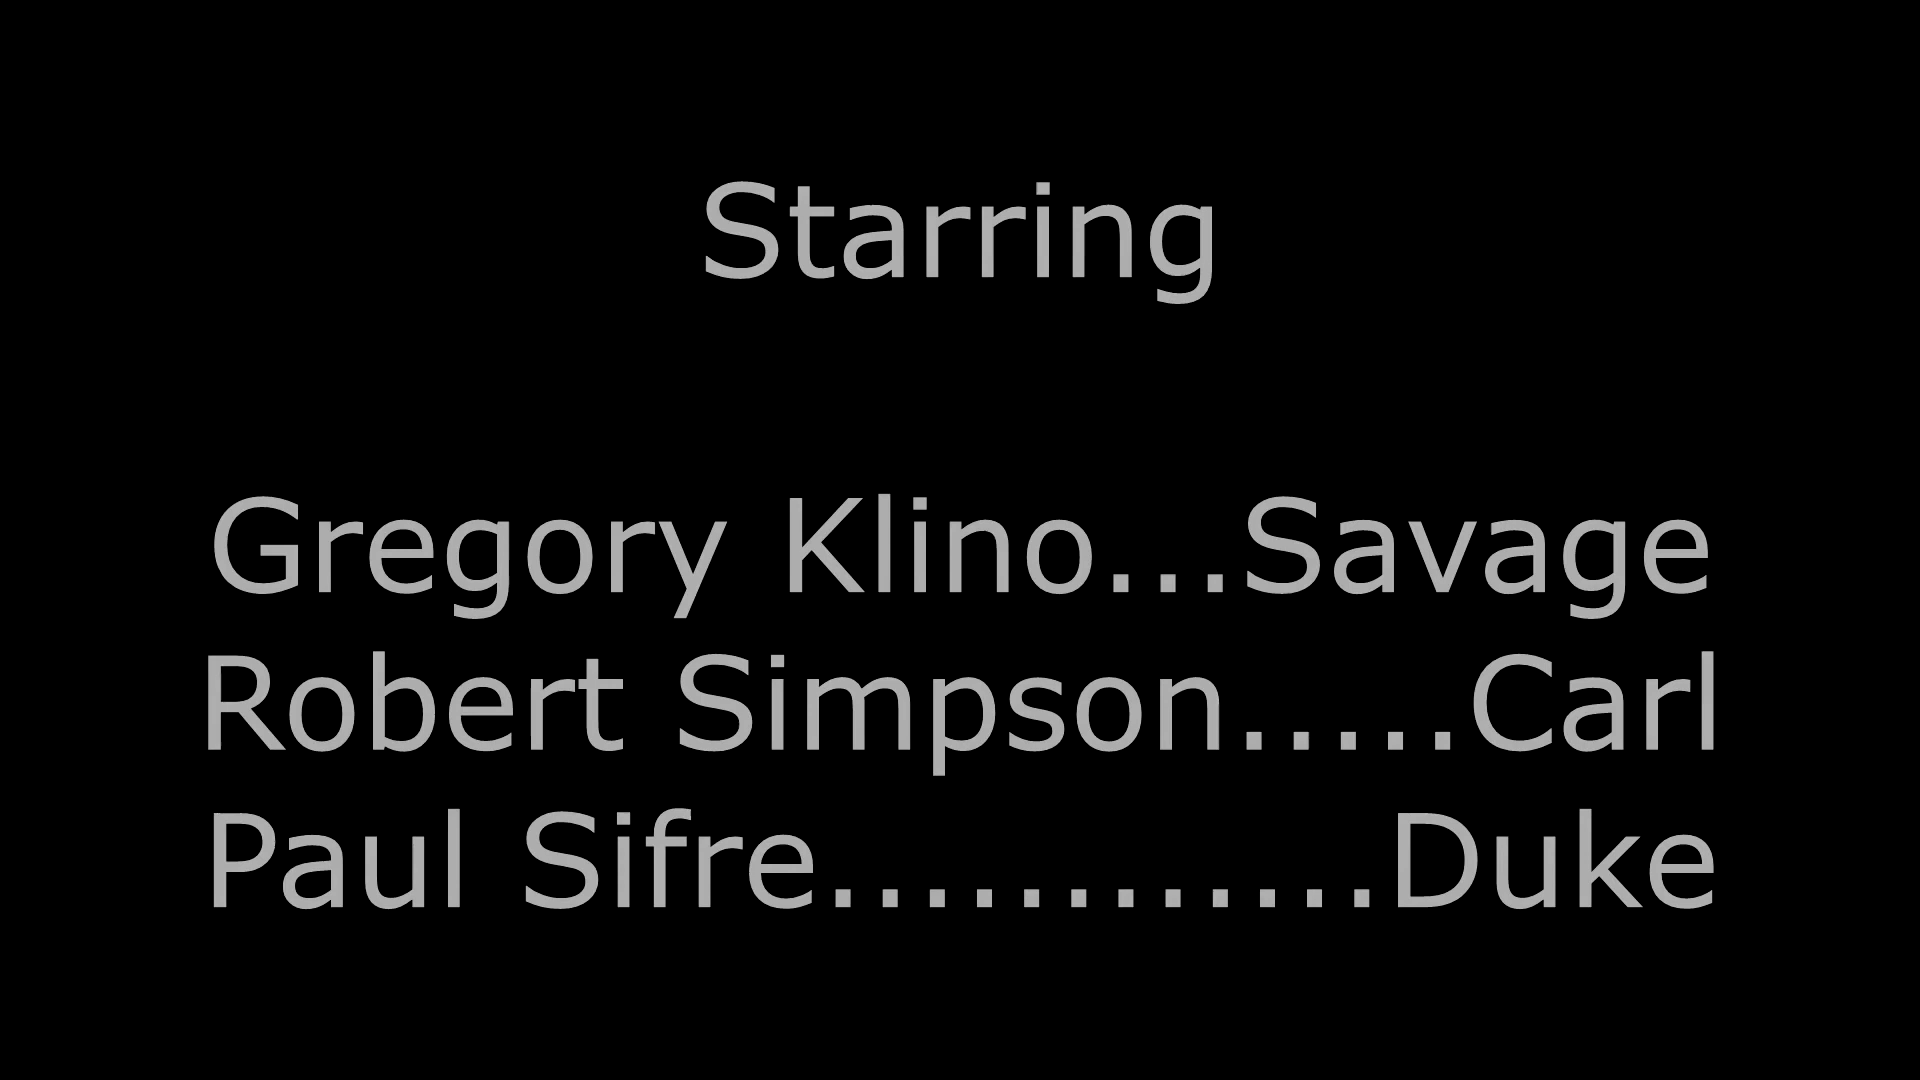 Starring
Gregory Klino...Savage
Robert Simpson.....Carl
Paul Sifre............Duke